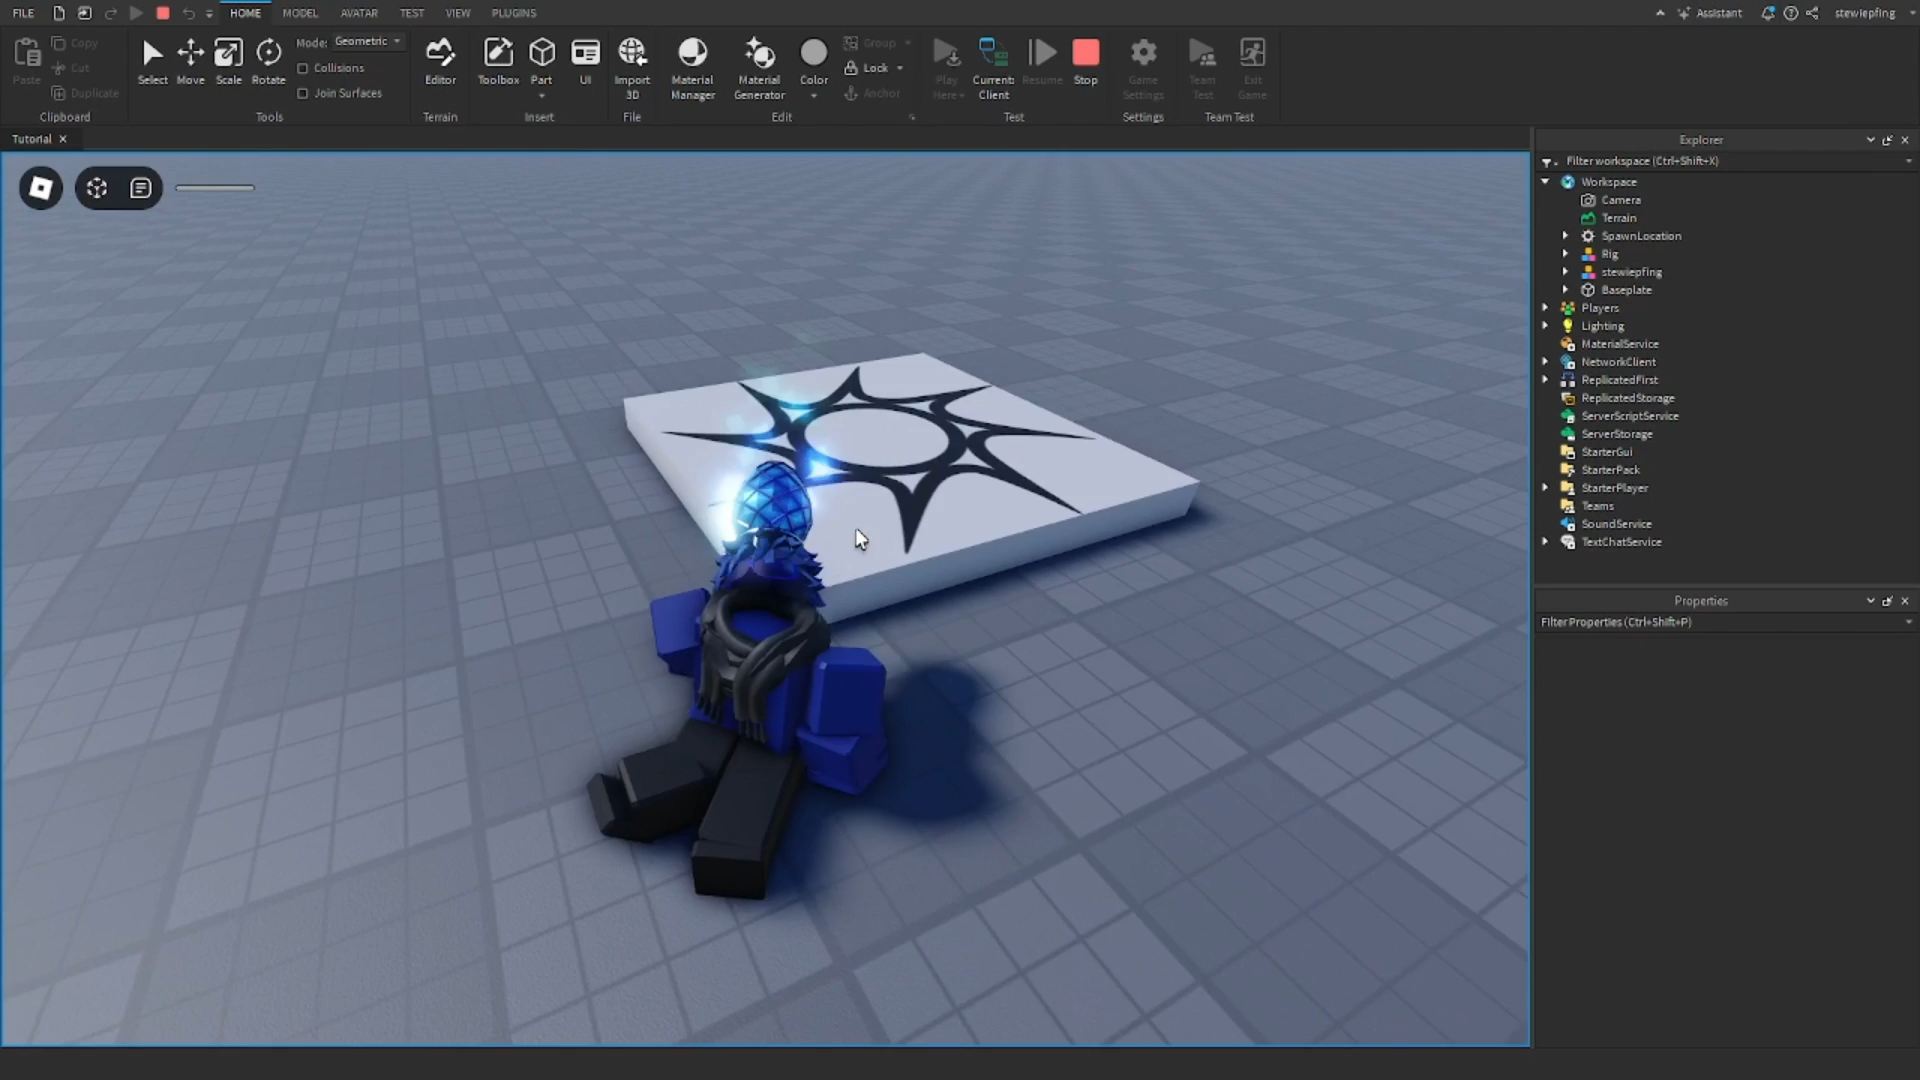 FILE HOME MODEL AVATAR TEST VIEW PLUGINS Assistant stewiepfing
Paste
Copy
Cut
Duplicate
Clipboard
Select Move Scale Rotate
Mode: Geometric
Collisions
Join Surfaces
Tools
Editor
Terrain
Toolbox Part UI
Insert
Import
3D
File
Material
Manager
Material
Generator
Color
Group
Lock
Anchor
Edit
Play
Here
Current:
Client
Resume
Stop
Test
Game
Settings
Settings
Team
Test
Exit
Game
Team Test
Tutorial
Explorer
Filter workspace (Ctrl+Shift+X)
Workspace
Camera
Terrain
SpawnLocation
Rig
stewiepfing
Baseplate
Players
Lighting
MaterialService
NetworkClient
ReplicatedFirst
ReplicatedStorage
ServerScriptService
ServerStorage
StarterGui
StarterPack
StarterPlayer
Teams
SoundService
TextChatService
Properties
Filter Properties (Ctrl+Shift+P)